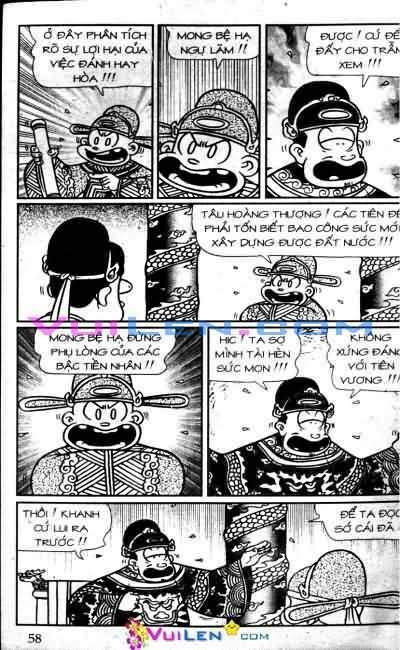 Ở ĐÂY PHÂN TÍCH
RÕ SỰ LỢI HẠI CỦA
VIỆC ĐÁNH HAY
HÒA !!!
MONG BỆ HẠ
NGỰ LÃM !!
ĐƯỢC ! CỨ ĐỂ
ĐẤY CHO TRẪM
XEM !!!
TÂU HOÀNG THƯỢNG ! CÁC TIÊN ĐẾ
PHẢI TỐN BIẾT BAO CÔNG SỨC MỚI
XÂY DỰNG ĐƯỢC ĐẤT NƯỚC !!!
VUILEN.COM
MONG BỆ HẠ ĐỪNG
PHỤ LÒNG CỦA CÁC
BẬC TIỀN NHÂN !!
HIC ! TA SỢ
MÌNH TÀI HÈN
SỨC MỌN !!!
KHÔNG
XỨNG ĐÁNG
VỚI TIÊN
VƯƠNG !!!
THÔI ! KHANH
CỨ LUI RA
TRƯỚC !!
ĐỂ TA ĐỌC
SỚ CÁI ĐÃ
58
VUILEN.COM